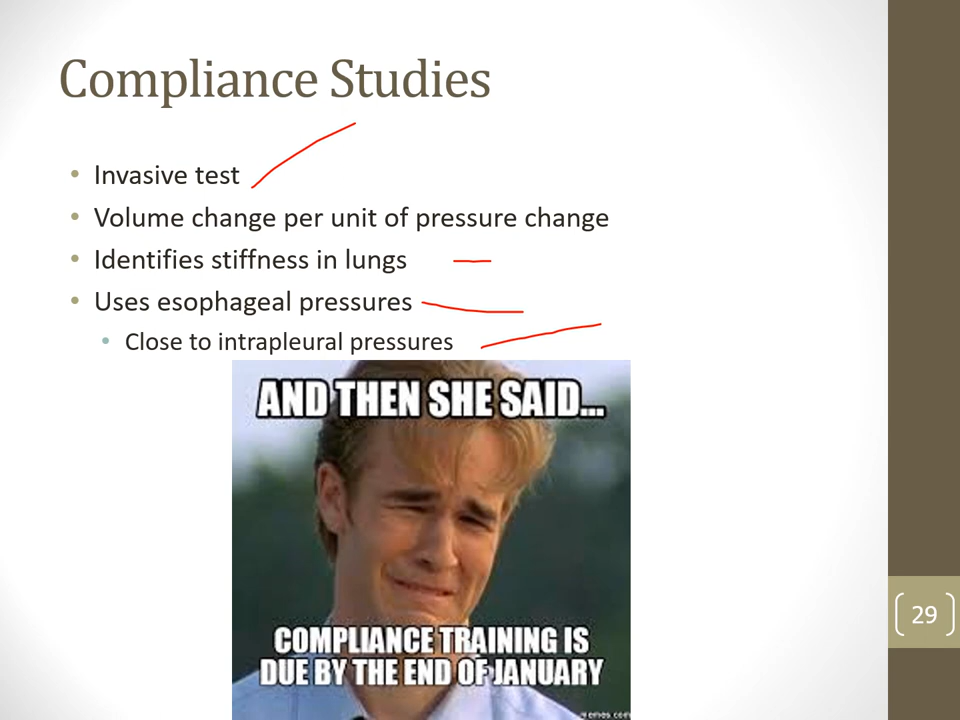 Compliance Studies
• Invasive test
• Volume change per unit of pressure change
• Identifies stiffness in lungs
• Uses esophageal pressures
• Close to intrapleural pressures
AND THEN SHE SAID...
COMPLIANCE TRAINING IS
DUE BY THE END OF JANUARY
29